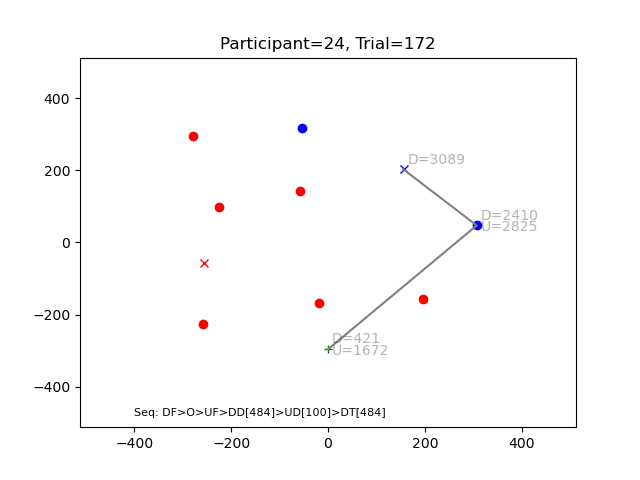 Participant=24, Trial=172
400
200
0
−200
−400
D=3089
D=2410
U=2825
D=421
U=1672
Seq: DF>O>UF>DD[484]>UD[100]>DT[484]
−400
−200
0
200
400